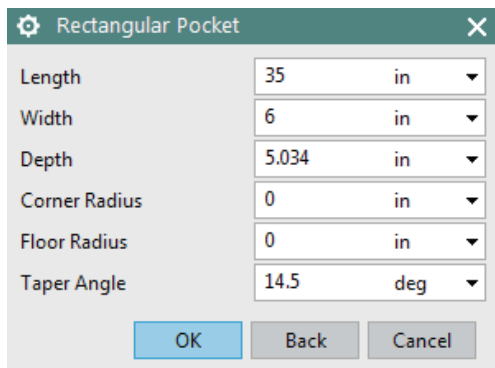 Rectangular Pocket
Length 35 in
Width 6 in
Depth 5.034 in
Corner Radius 0 in
Floor Radius 0 in
Taper Angle 14.5 deg
OK Back Cancel